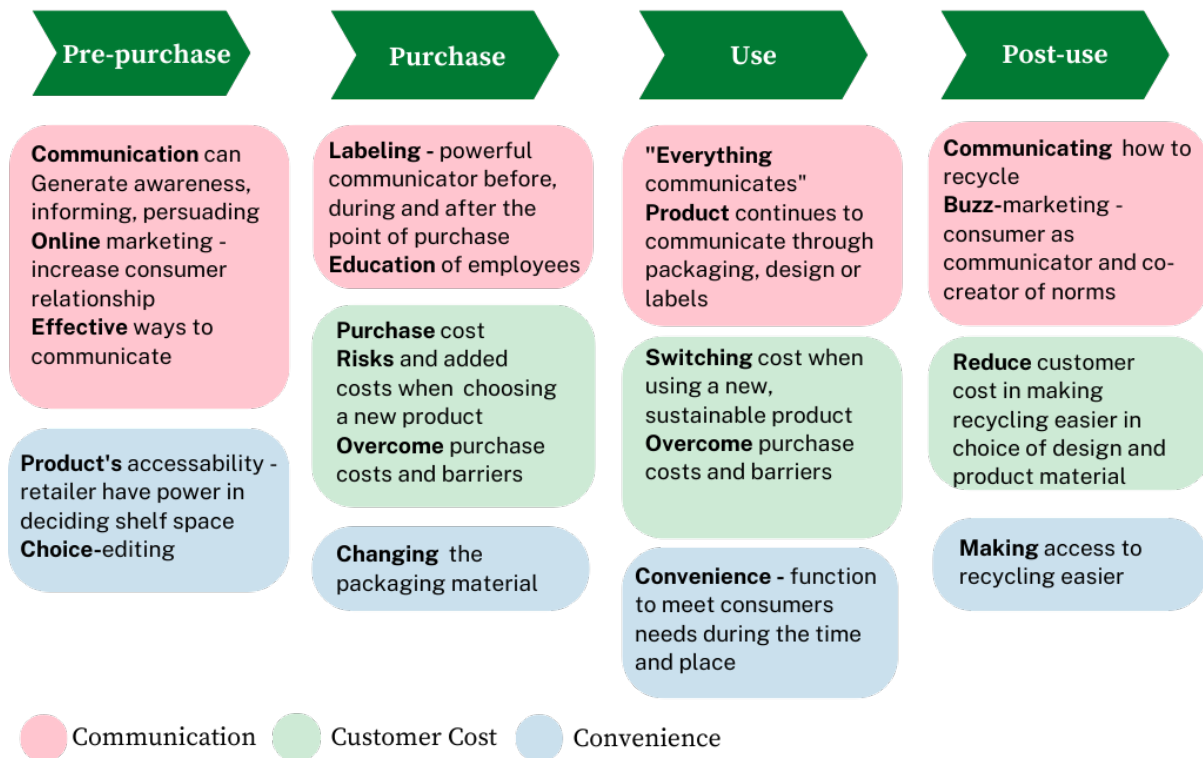 Pre-purchase
Purchase
Use
Post-use
Communication can
Generate awareness,
informing, persuading
Online marketing -
increase consumer
relationship
Effective ways to
communicate
Product's accessability -
retailer have power in
deciding shelf space
Choice-editing
Labeling - powerful
communicator before,
during and after the
point of purchase
Education of employees
Purchase cost
Risks and added
costs when choosing
a new product
Overcome purchase
costs and barriers
Changing the
packaging material
"Everything
communicates"
Product continues to
communicate through
packaging, design or
labels
Switching cost when
using a new,
sustainable product
Overcome purchase
costs and barriers
Convenience - function
to meet consumers
needs during the time
and place
Communicating how to
recycle
Buzz-marketing -
consumer as
communicator and co-
creator of norms
Reduce customer
cost in making
recycling easier in
choice of design and
product material
Making access to
recycling easier
Communication
Customer Cost
Convenience